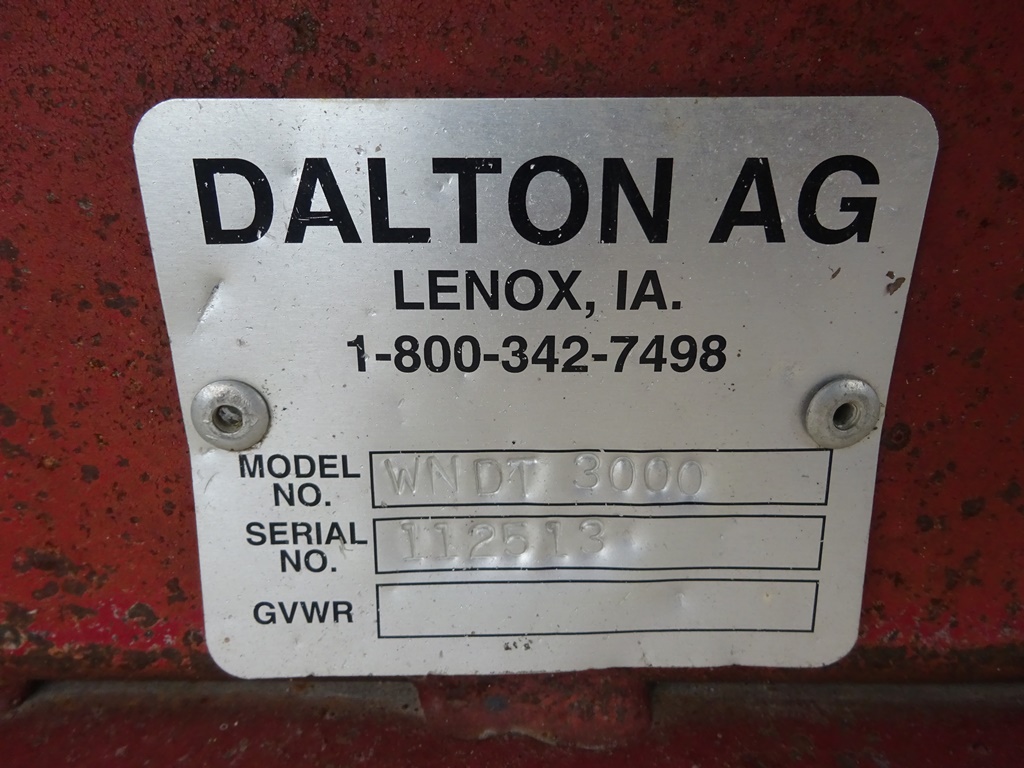 DALTON AG
LENOX, IA.
1-800-342-7498
MODEL NO. WNDT 3000
SERIAL NO. 112513
GVWR